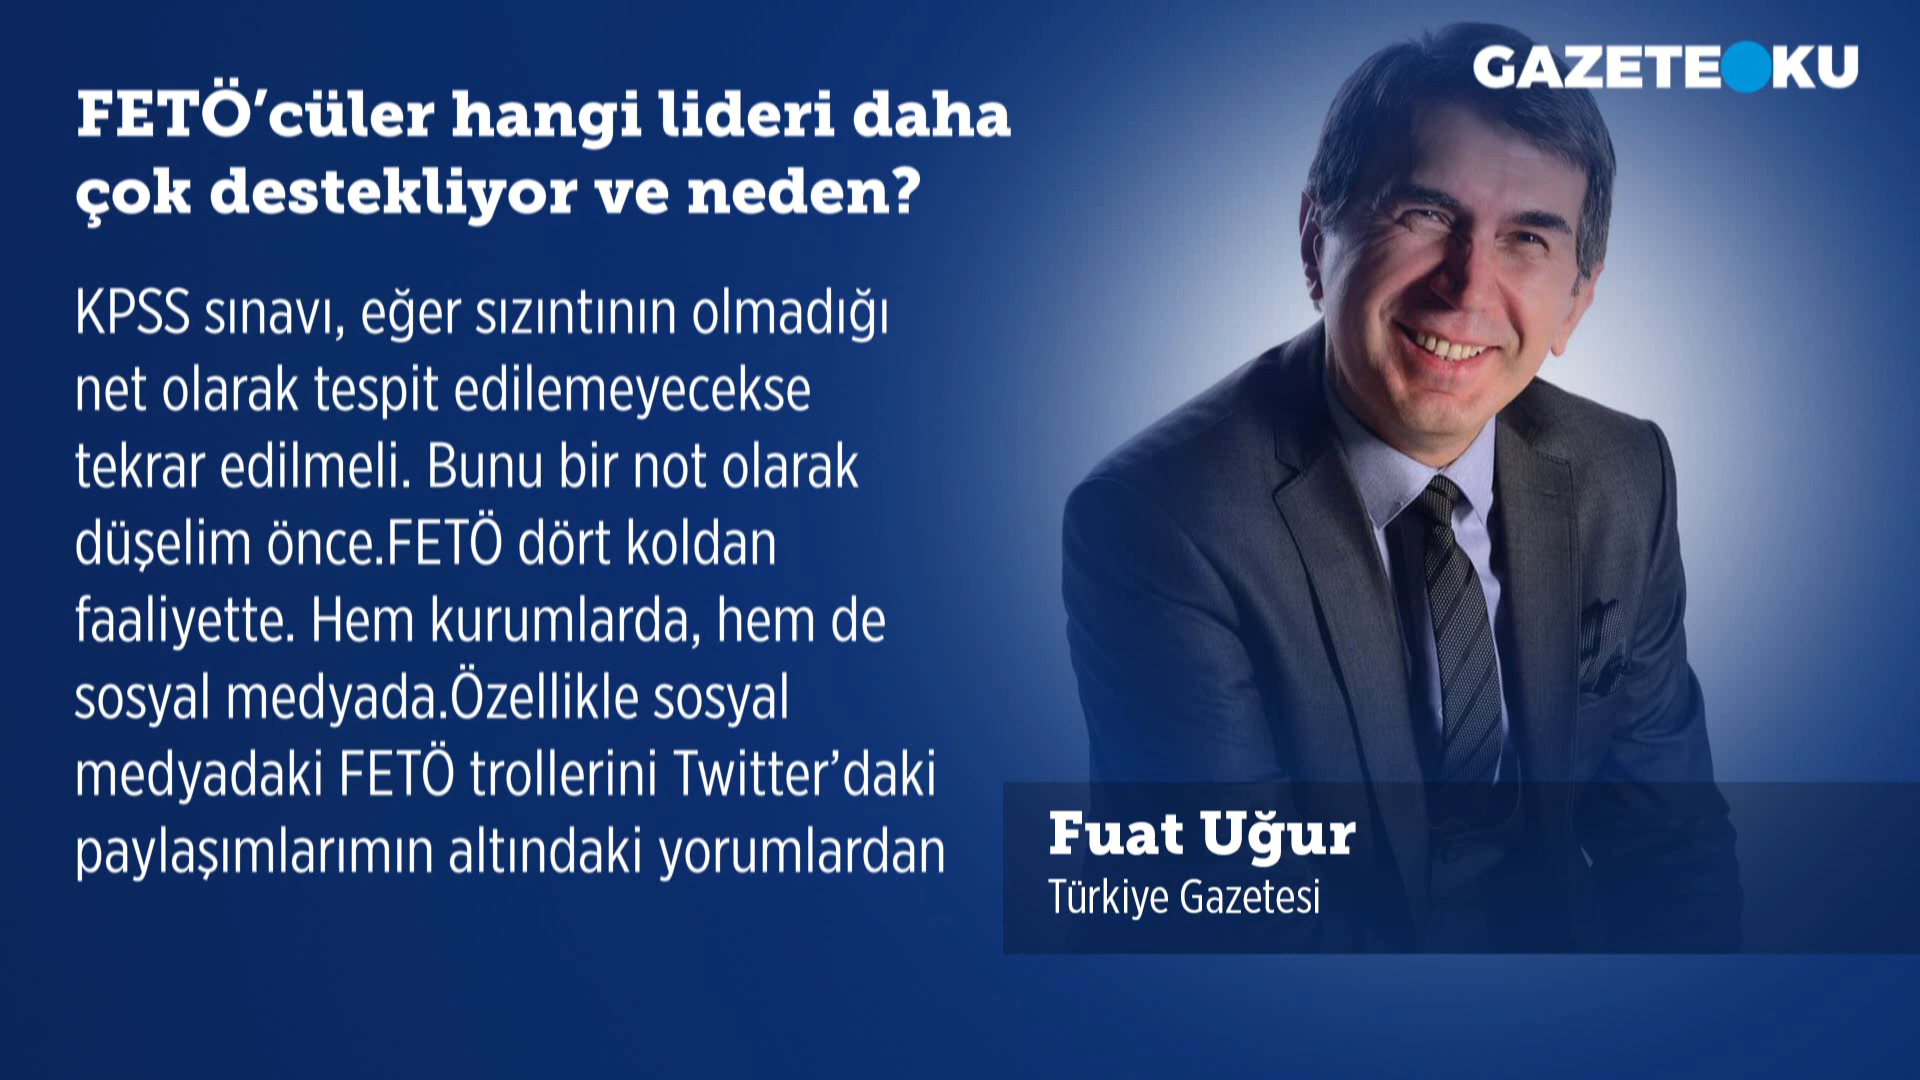 GAZETE OKU
FETÖ’cüler hangi lideri daha
çok destekliyor ve neden?
KPSS sınavı, eğer sızıntının olmadığı
net olarak tespit edilemeyecekse
tekrar edilmeli. Bunu bir not olarak
düşelim önce.FETÖ dört koldan
faaliyette. Hem kurumlarda, hem de
sosyal medyada.Özellikle sosyal
medyadaki FETÖ trollerini Twitter’daki
paylaşımlarımın altındaki yorumlardan
Fuat Uğur
Türkiye Gazetesi